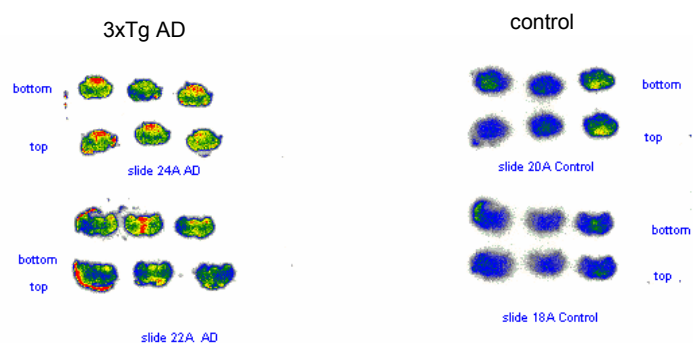 3xTg AD
control
bottom
top
slide 24A AD
bottom
top
slide 20A Control
bottom
top
slide 22A AD
bottom
top
slide 18A Control